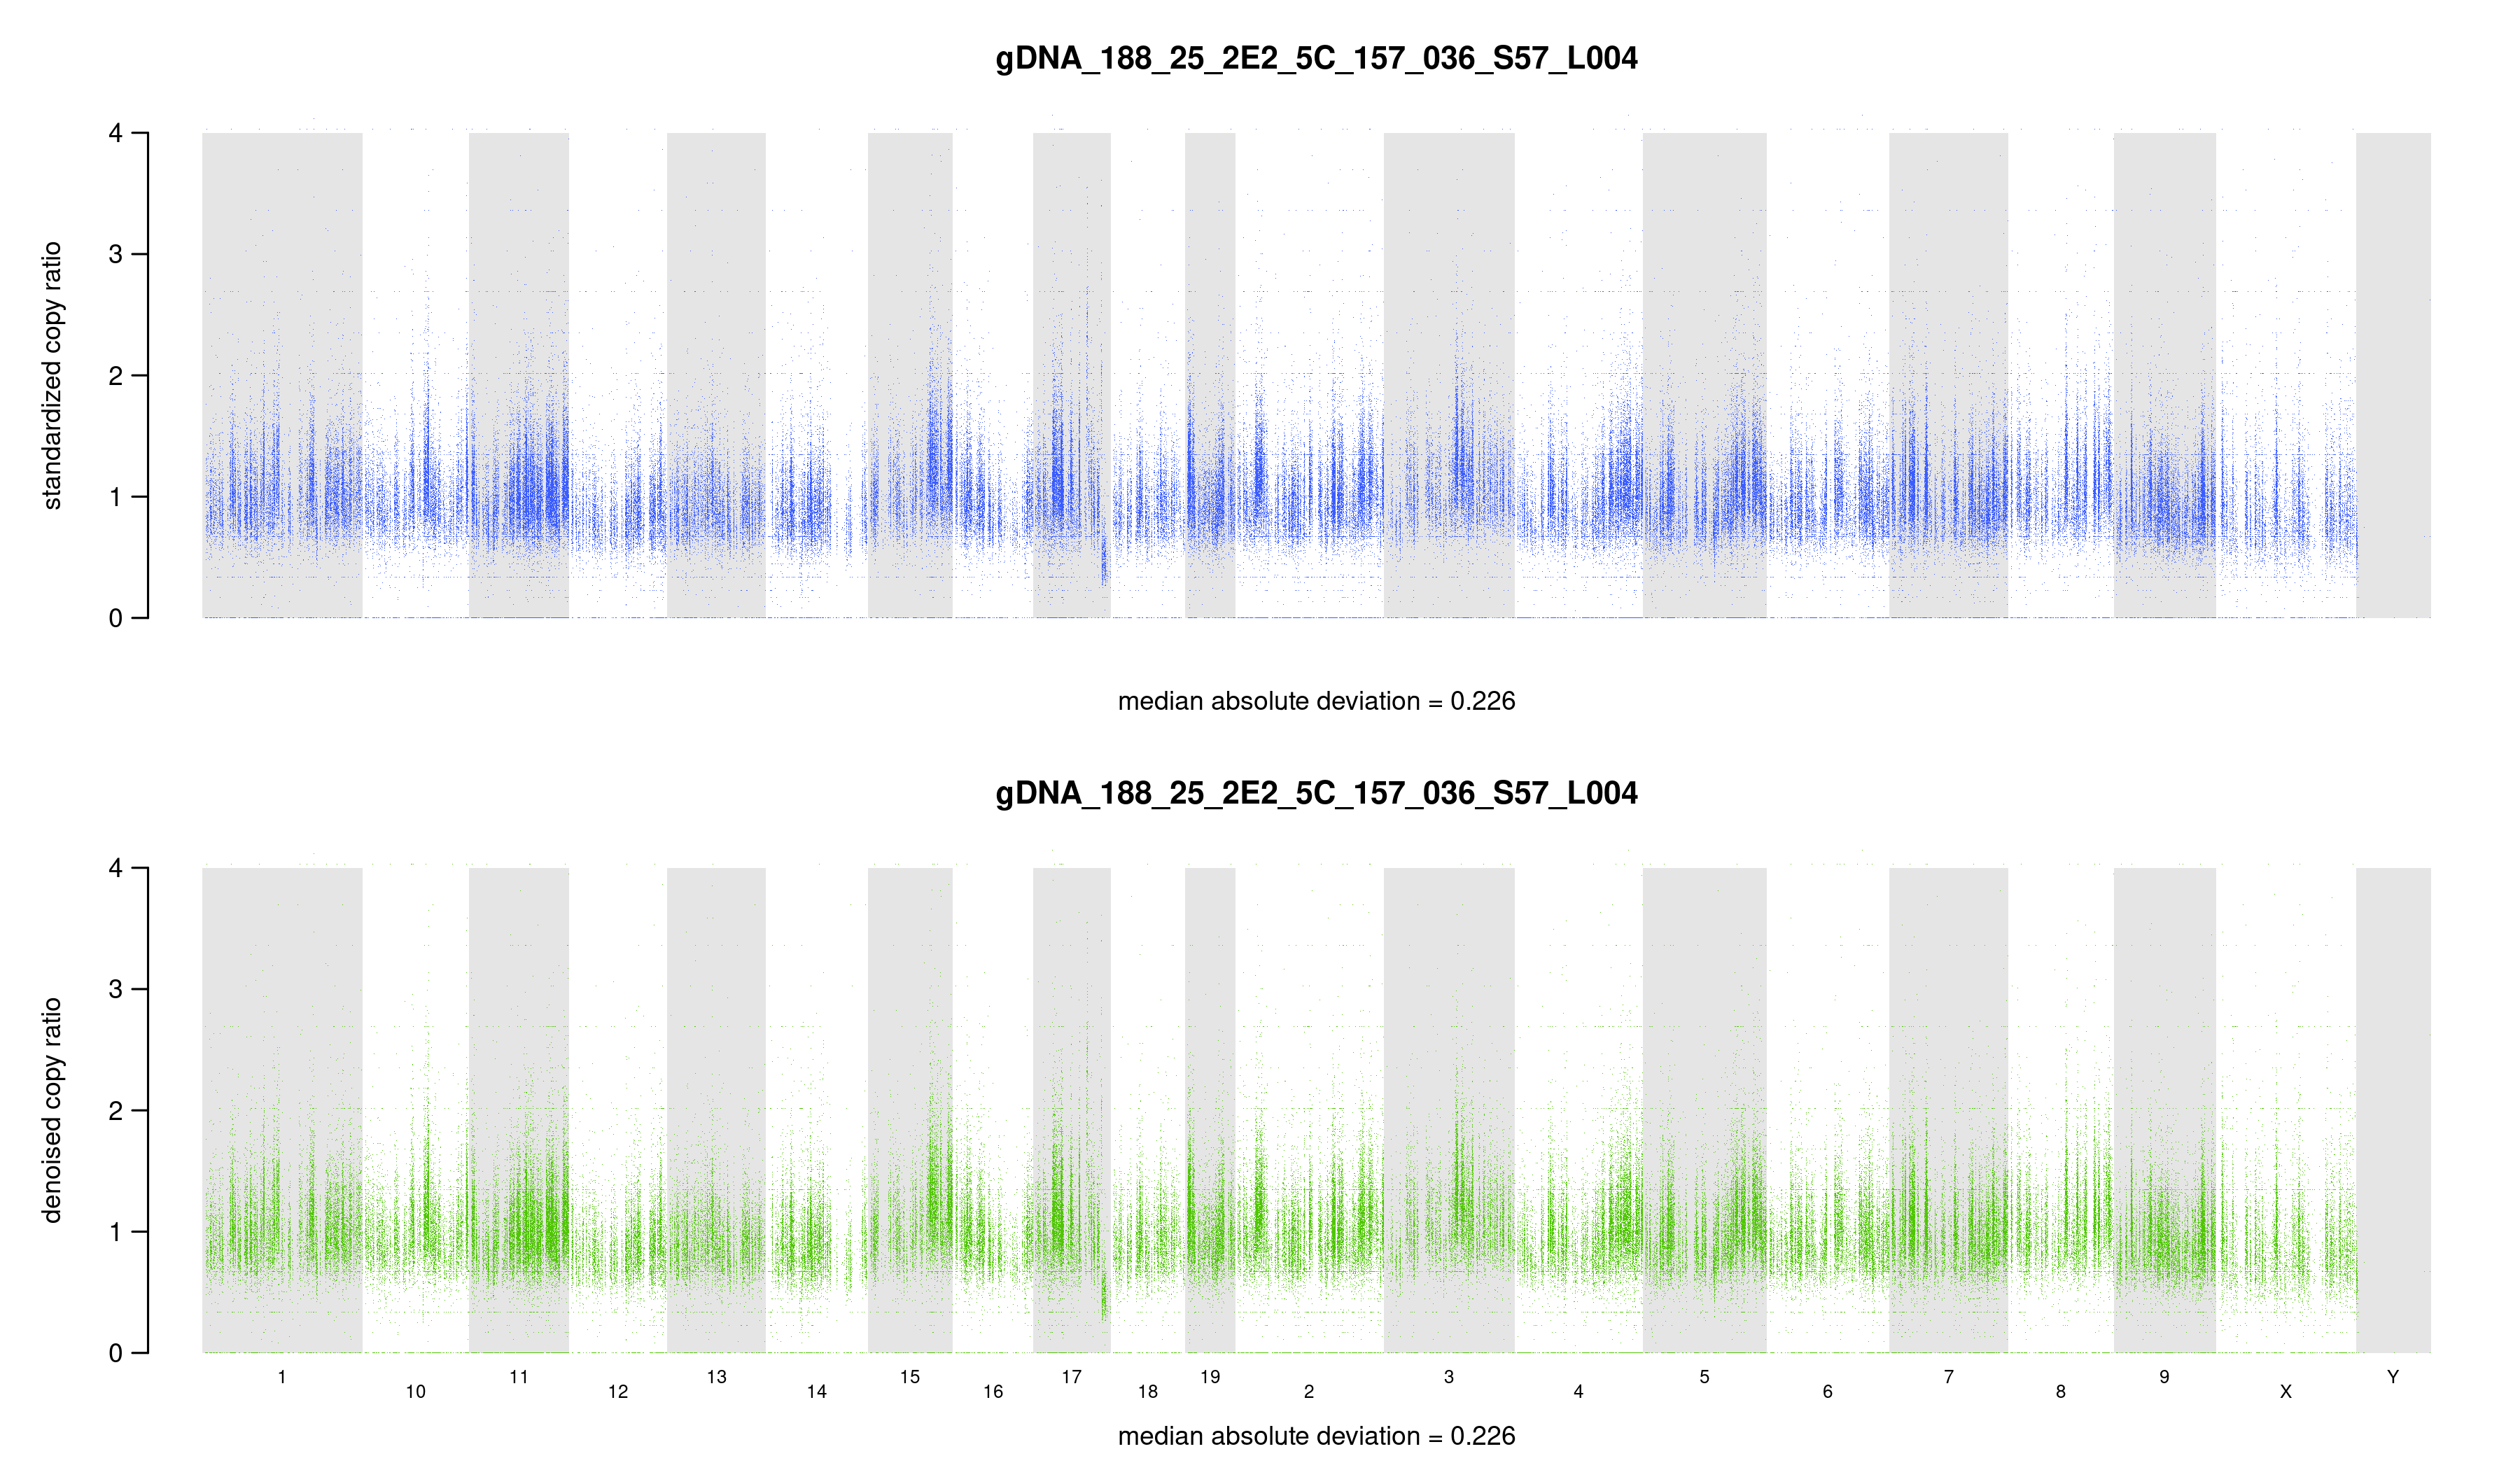 gDNA_188_25_2E2_5C_157_036_S57_L004
4
3
2
1
0
standardized copy ratio
median absolute deviation = 0.226
gDNA_188_25_2E2_5C_157_036_S57_L004
4
3
2
1
0
denoised copy ratio
1 10 11 12 13 14 15 16 17 18 19 2 3 4 5 6 7 8 9 X Y
median absolute deviation = 0.226